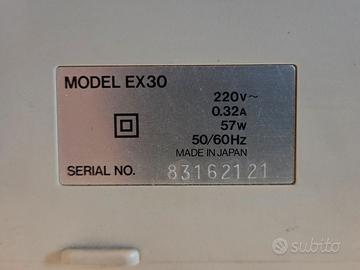 MODEL EX30
220V~
0.32A
57W
50/60Hz
MADE IN JAPAN
SERIAL NO. 83162121
subito